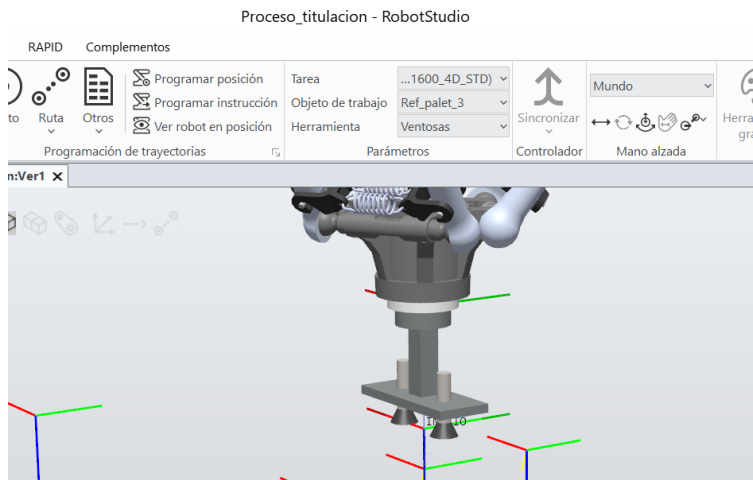 Proceso_titulacion - RobotStudio
RAPID Complementos
Programar posición
Programar instrucción
Ver robot en posición
Ruta
Otros
Programación de trayectorias
Tarea ...1600_4D_STD)
Objeto de trabajo Ref_palet_3
Herramienta Ventosas
Parámetros
Sincronizar
Controlador
Mundo
Mano alzada
n:Ver1